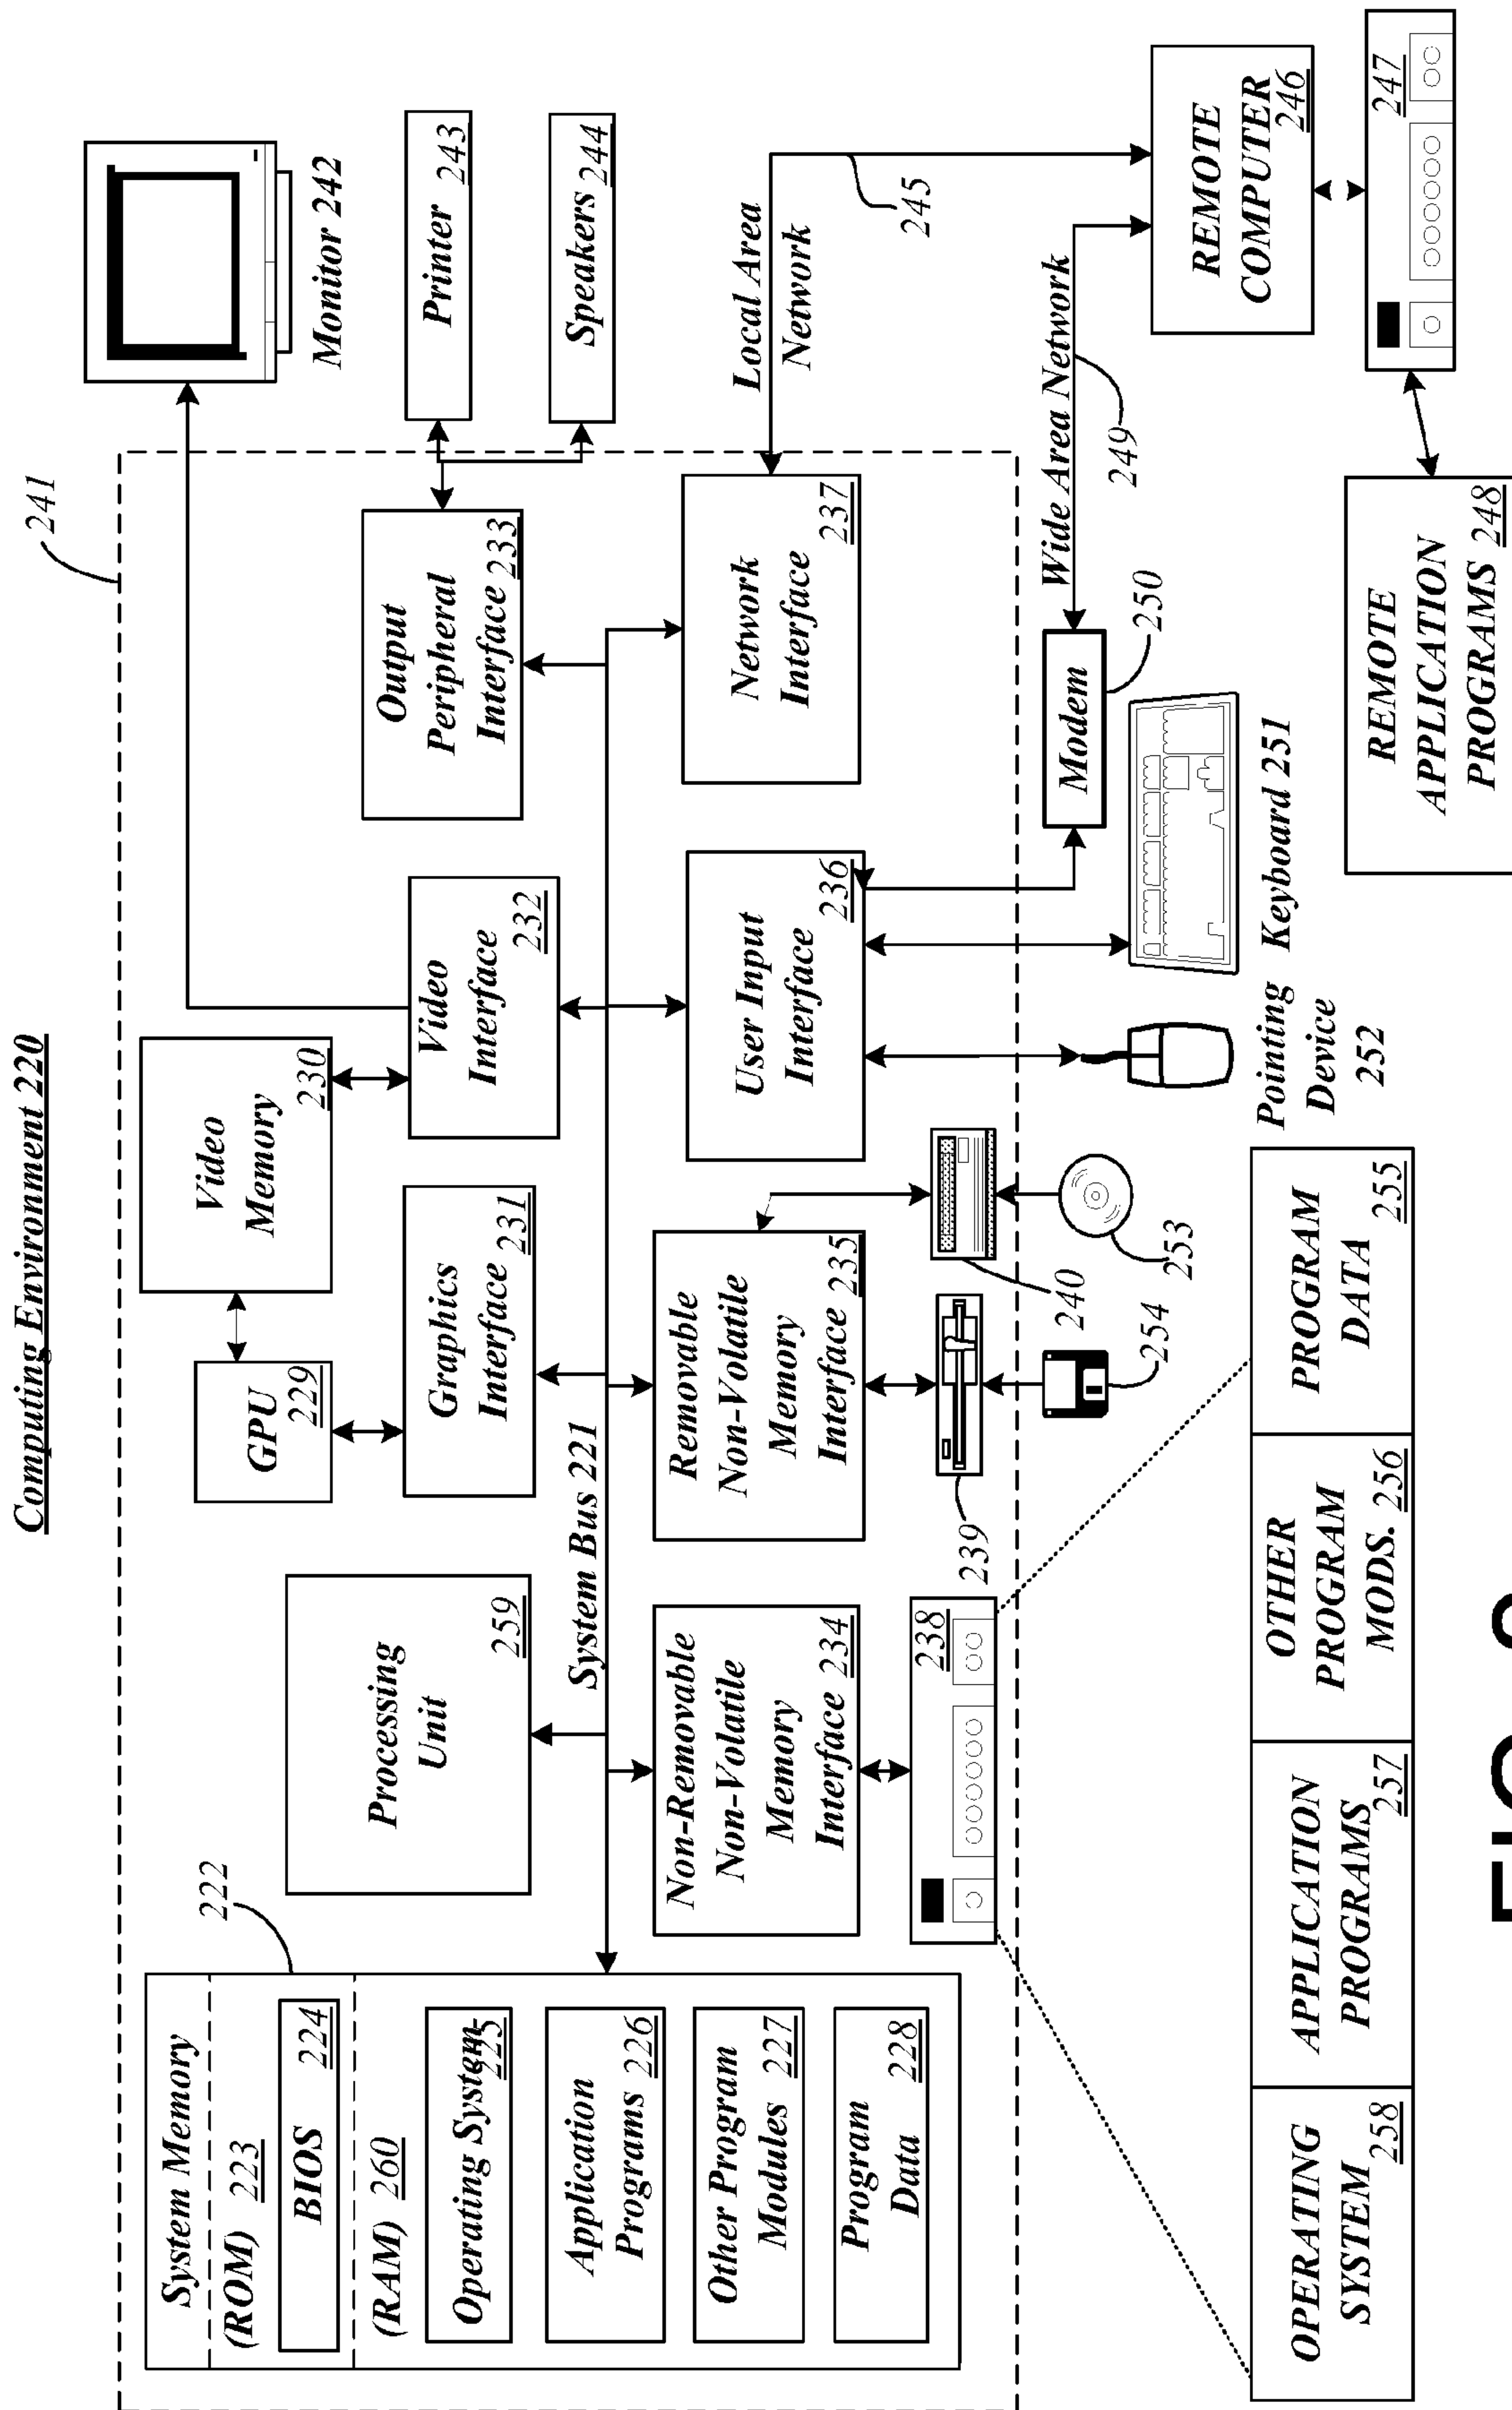 Computing Environment 220
241
222
System Memory
(ROM) 223
BIOS 224
(RAM) 260
Operating System
225
Application
Programs 226
Other Program
Modules 227
Program
Data 228
Processing
Unit
259
GPU
229
Video
Memory
230
Graphics
Interface 231
Video
Interface
232
Output
Peripheral
Interface 233
System Bus 221
Non-Removable
Non-Volatile
Memory
Interface 234
Removable
Non-Volatile
Memory
Interface 235
User Input
Interface
236
Network
Interface
237
238
239
240
254
253
Monitor 242
Printer 243
Speakers 244
Local Area
Network
245
Wide Area Network
249
Modem
250
Keyboard 251
Pointing
Device
252
REMOTE
COMPUTER
246
247
REMOTE
APPLICATION
PROGRAMS 248
OPERATING
SYSTEM
258
APPLICATION
PROGRAMS
257
OTHER
PROGRAM
MODS. 256
PROGRAM
DATA
255